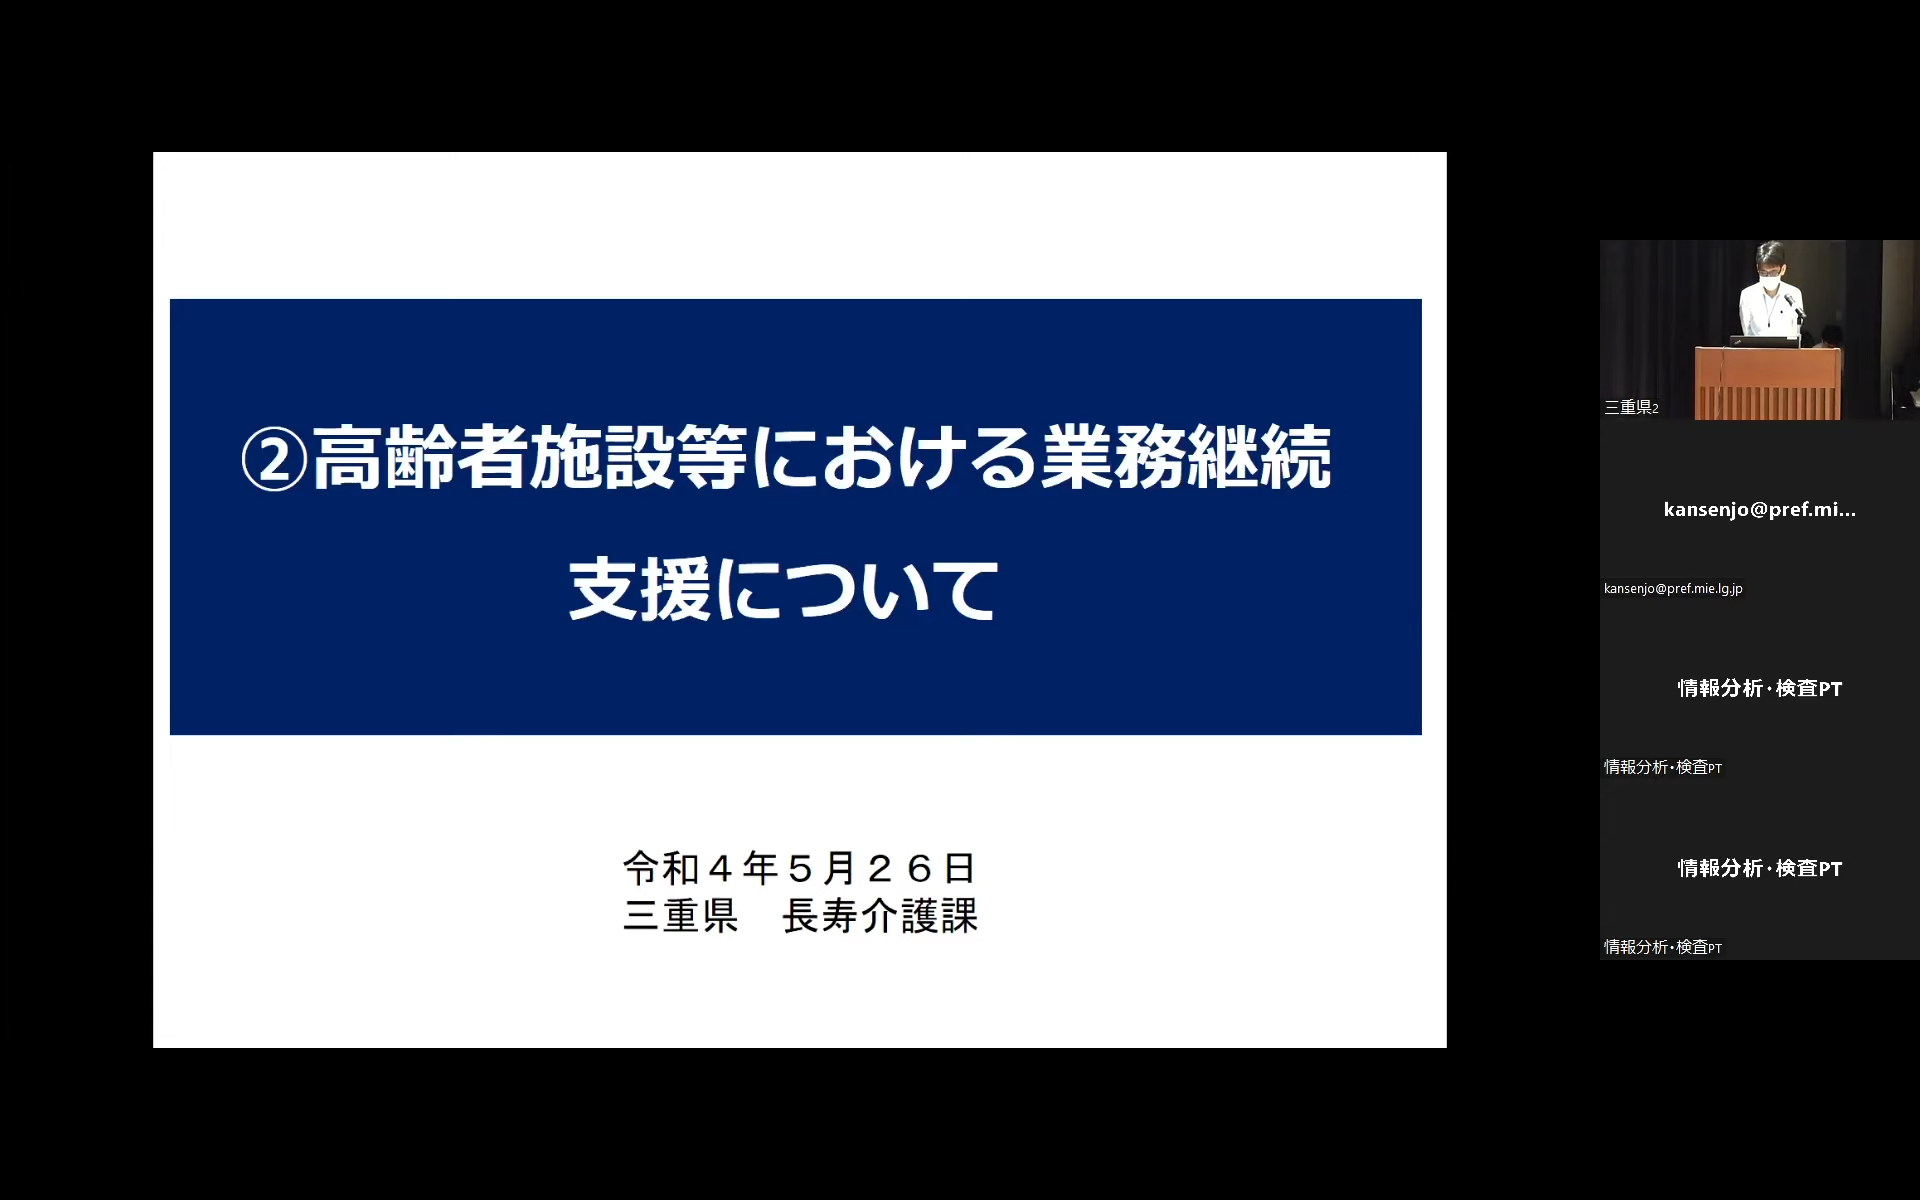 ②高齢者施設等における業務継続
支援について
令和４年５月２６日
三重県　長寿介護課
三重県2
kansenjo@pref.mi...
kansenjo@pref.mie.lg.jp
情報分析・検査PT
情報分析・検査PT
情報分析・検査PT
情報分析・検査PT